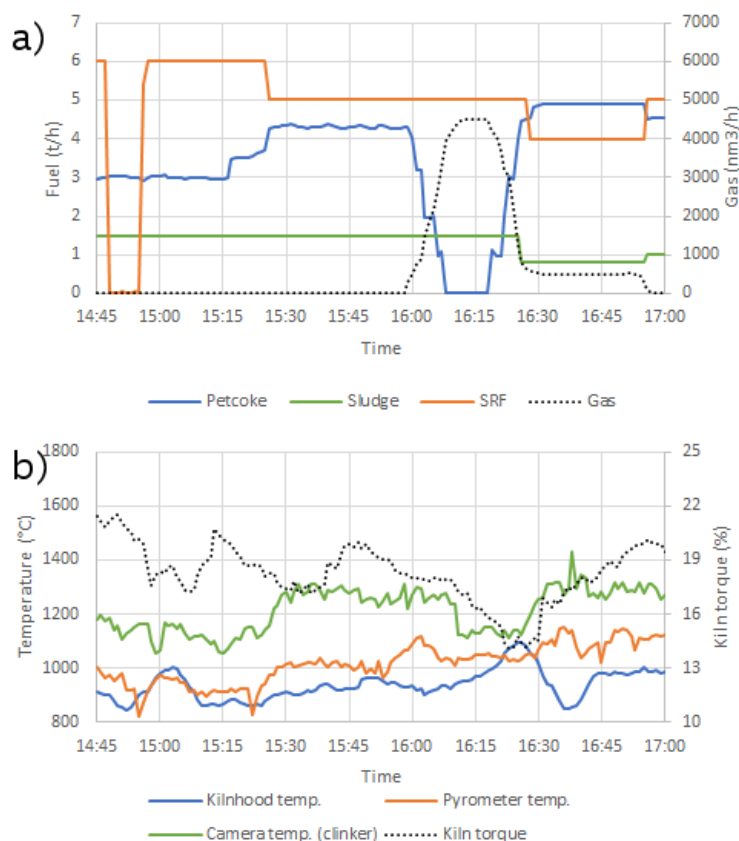 a)
7
6
5
4
3
2
1
0
Fuel (t/h)
7000
6000
5000
4000
3000
2000
1000
0
Gas (nm3/h)
14:45 15:00 15:15 15:30 15:45 16:00 16:15 16:30 16:45 17:00
Time
Petcoke Sludge SRF Gas
b)
1800
1600
1400
1200
1000
800
Temperature (°C)
25
22
19
16
13
10
Kiln torque (%)
14:45 15:00 15:15 15:30 15:45 16:00 16:15 16:30 16:45 17:00
Time
Kilnhood temp. Pyrometer temp.
Camera temp. (clinker) Kiln torque